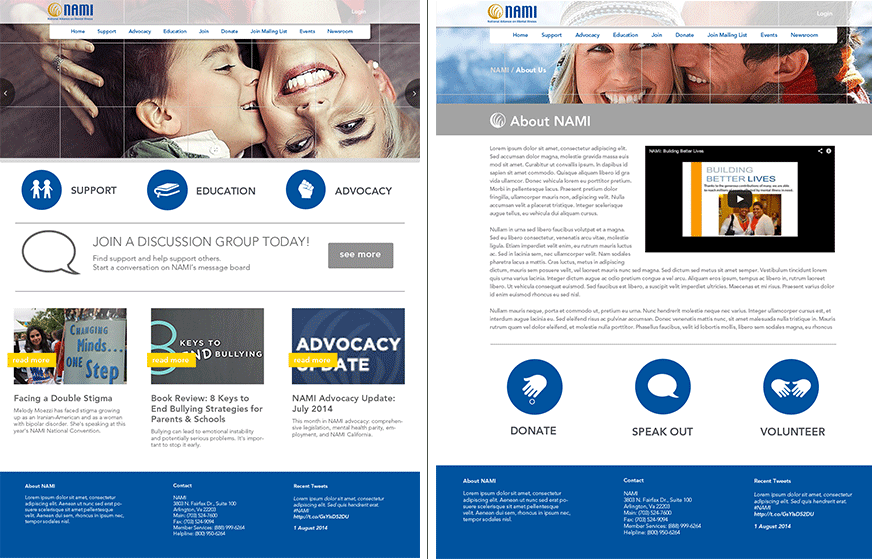 NAMI
National Alliance on Mental Illness
Login
Home Support Advocacy Education Join Donate Join Mailing List Events Newsroom
SUPPORT
EDUCATION
ADVOCACY
JOIN A DISCUSSION GROUP TODAY!
Find support and help support others.
Start a conversation on NAMI's message board
see more
CHANGING
Minds...
ONE
Step
read more
Facing a Double Stigma
Melody Moezzi has faced stigma growing
up as an Iranian-American and as a woman
with bipolar disorder. She's speaking at this
year's NAMI National Convention.
8 KEYS TO
END BULLYING
read more
Book Review: 8 Keys to
End Bullying Strategies for
Parents & Schools
Bullying can lead to emotional instability
and potentially serious problems. It's impor-
tant to stop it early.
ADVOCACY
UPDATE
read more
NAMI Advocacy Update:
July 2014
This month in NAMI advocacy: comprehen-
sive legislation, mental health parity, em-
ployment, and NAMI California.
About NAMI
Lorem ipsum dolor sit amet, consectetur
adipiscing elit. Aenean ut nunc sed erat po-
suere scelerisque sit amet pellentesque
velit. Aenean dui sem, rhoncus in ipsum nec,
tempor sodales nisl.
Contact
NAMI
3803 N. Fairfax Dr., Suite 100
Arlington, Va 22203
Main: (703) 524-7600
Fax: (703) 524-9094
Member Services: (888) 999-6264
Helpline: (800) 950-6264
Recent Tweets
Lorem ipsum dolor sit amet, consectetur
adipiscing elit. Sed quis hendrerit erat.
#NAMI
http://t.co/GsYsD52DU
1 August 2014
NAMI
National Alliance on Mental Illness
Login
Home Support Advocacy Education Join Donate Join Mailing List Events Newsroom
NAMI / About Us
About NAMI
Lorem ipsum dolor sit amet, consectetur adipiscing elit.
Sed accumsan dolor magna, molestie gravida massa euis
mod sit amet. Curabitur ut convallis ipsum. In dapibus id
sapien sit amet commodo. Quisque aliquam libero id gra
vida ullamcor. Donec vehicula lorem eu porttitor pretium.
Morbi in pellentesque lacus. Praesent pretium dolor
fringilla, ullamcorper mauris non, adipiscing velit. Nulla
accumsan velit a placerat tristique. Integer scelerisque
augue tellus, eu vehicula dui aliquam cursus.
NAMI: Building Better Lives
BUILDING
BETTER LIVES
Thanks to the generous contributions of many, we are able
Nullam in urna sed libero faucibus volutpat et a magna.
Sed eu libero consectetur, venenatis arcu vitae, molestie
ligula. Etiam imperdiet velit enim, eu rutrum mauris luctus
ac. Sed in lacinia sem, nec ullamcorper velit. Nam sodales
pharetra lacus a mattis. Cras luctus, metus in adipiscing
dictum, mauris sem posuere velit, vel laoreet mauris nunc sed magna. Sed dictum sed metus sit amet semper. Vestibulum tincidunt lorem
quis urna varius lacinia. Integer dictum augue ac odio pretium congue a vel arcu. Aliquam eros ipsum, tempus ac libero in, rutrum laoreet
libero. Ut vehicula consequat euismod. Sed faucibus est libero, a suscipit velit imperdiet ultricies. Maecenas et mi risus. Praesent varius dolor
id enim euismod rhoncus eu sed nisl.
Nullam mauris neque, porta et commodo ut, pretium eu urna. Nunc hendrerit molestie neque nec varius. Integer ullamcorper cursus est, et
interdum augue lacinia eu. Sed eleifend risus ac pulvinar accumsan. Donec venenatis mattis nunc, sit amet malesuada nulla tristique in. Mauris
rutrum quam vel dolor eleifend, et molestie nulla porttitor. Phasellus faucibus, velit id lobortis mollis, libero sem sodales magna, eu rhoncus
DONATE
SPEAK OUT
VOLUNTEER
About NAMI
Lorem ipsum dolor sit amet, consectetur
adipiscing elit. Aenean ut nunc sed erat po-
suere scelerisque sit amet pellentesque
velit. Aenean dui sem, rhoncus in ipsum nec,
tempor sodales nisl.
Contact
NAMI
3803 N. Fairfax Dr., Suite 100
Arlington, Va 22203
Main: (703) 524-7600
Fax: (703) 524-9094
Member Services: (888) 999-6264
Helpline: (800) 950-6264
Recent Tweets
Lorem ipsum dolor sit amet, consectetur
adipiscing elit. Sed quis hendrerit erat.
#NAMI
http://t.co/GsYsD52DU
1 August 2014